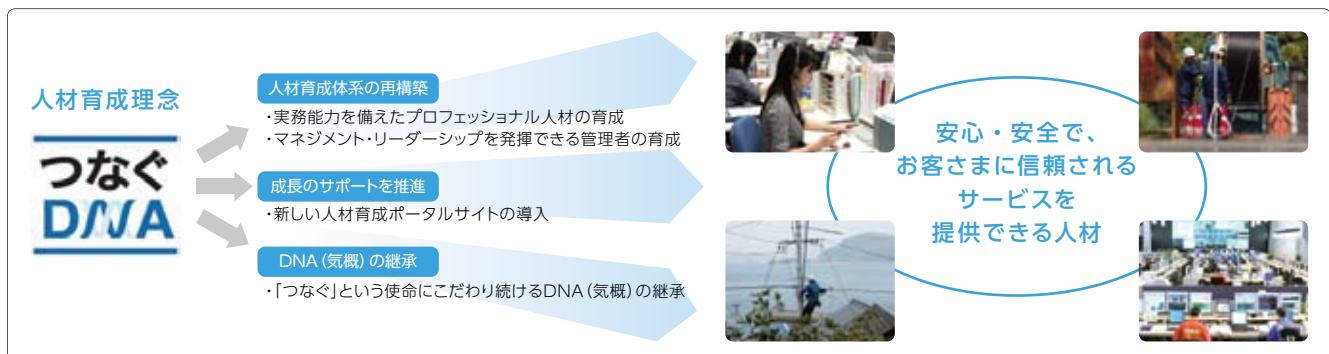 人材育成理念
つなぐ
DNA
人材育成体系の再構築
・実務能力を備えたプロフェッショナル人材の育成
・マネジメント・リーダーシップを発揮できる管理者の育成
成長のサポートを推進
・新しい人材育成ポータルサイトの導入
DNA（気概）の継承
・「つなぐ」という使命にこだわり続けるDNA（気概）の継承
安心・安全で、
お客さまに信頼される
サービスを
提供できる人材